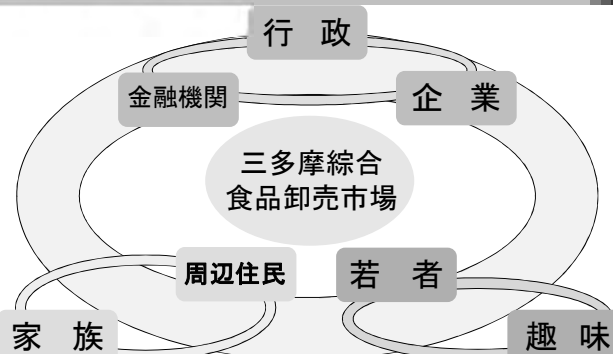 行 政
金融機関
企 業
三多摩綜合
食品卸売市場
周辺住民
若 者
家 族
趣 味